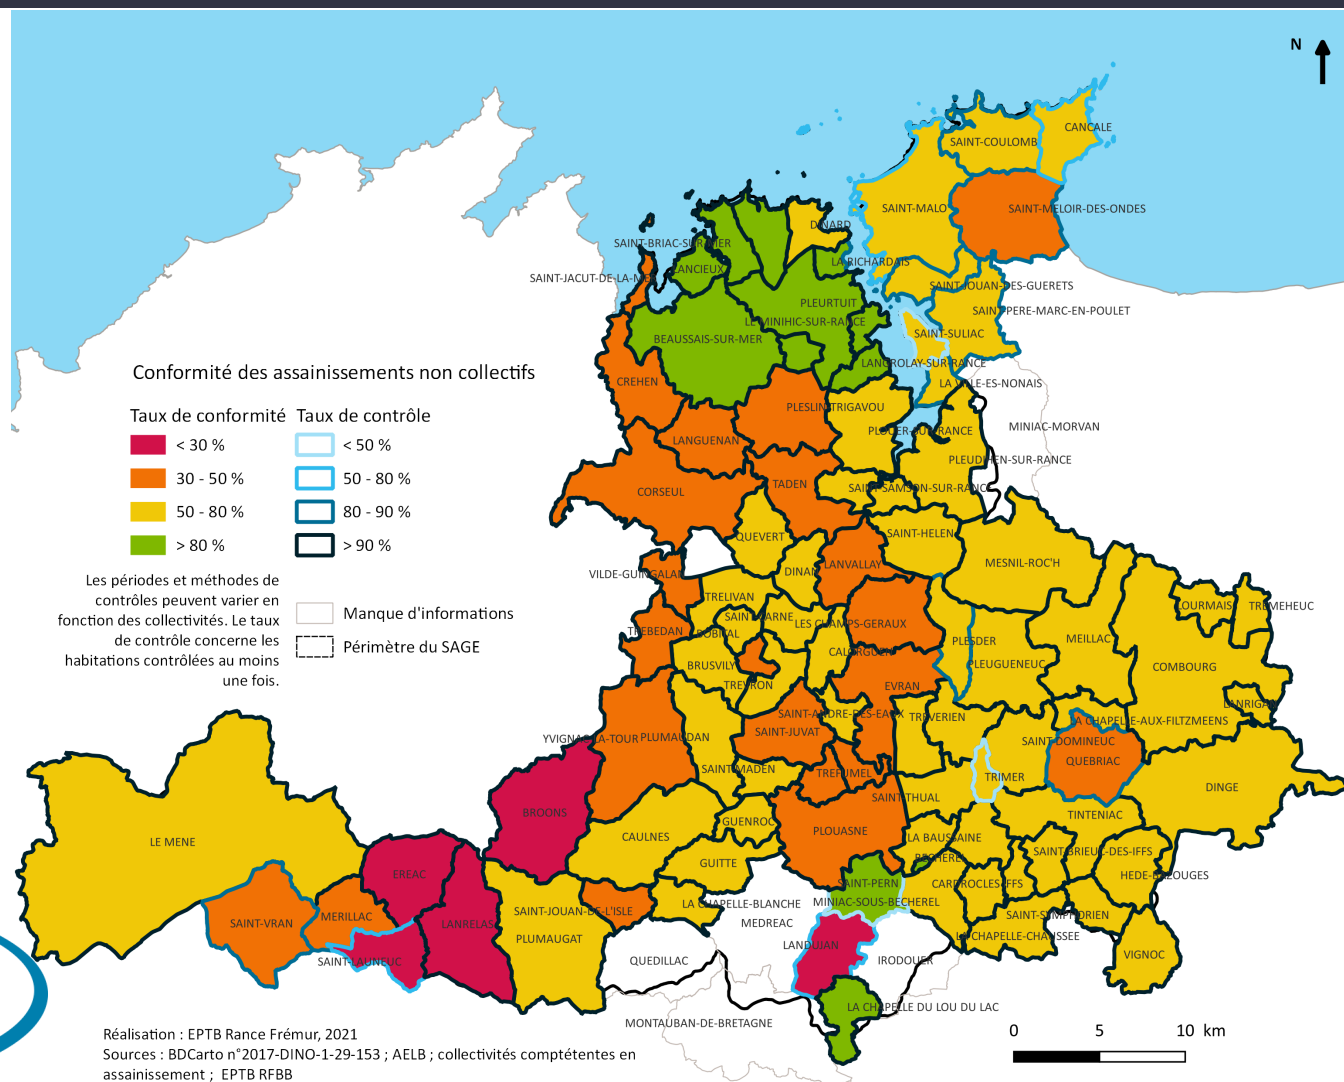 N
CANCALE
SAINT-COULOMB
SAINT-MALO
SAINT-MELOIR-DES-ONDES
DINARD
SAINT-BRIAC-SUR-MER
LA RICHARDAIS
LANCIEUX
SAINT-JACUT-DE-LA-MER
SAINT-JOUAN-DES-GUERETS
PLEURTUIT
SAINT-PERE-MARC-EN-POULET
LE MINIHIC-SUR-RANCE
BEAUSSAIS-SUR-MER
SAINT-SULIAC
LANGROLAY-SUR-RANCE
CREHEN
LA VILLE-ES-NONAIS
PLESLIN-TRIGAVOU
MINIAC-MORVAN
PLOUER-SUR-RANCE
LANGUENAN
PLEUDIHEN-SUR-RANCE
TADEN
SAINT-SAMSON-SUR-RANCE
CORSEUL
QUEVERT
SAINT-HELEN
MESNIL-ROC'H
LANVALLAY
DINAN
VILDE-GUINGALAN
TRELIVAN
LOURMAIS
TREMEHEUC
SAINT-CARNE
LES CHAMPS-GERAUX
TREBEDAN
BOBITAL
PLESDER
MEILLAC
CALORGUEN
BRUSVILY
PLEUGUENEUC
COMBOURG
TREVRON
EVRAN
LANRIGAN
SAINT-ANDRE-DES-EAUX
TREVERIEN
LA CHAPELLE-AUX-FILTZMEENS
SAINT-JUVAT
YVIGNAC-LA-TOUR
PLUMAUDAN
SAINT-DOMINEUC
QUEBRIAC
SAINT-MADEN
TREFUMEL
TRIMER
DINGE
SAINT-THUAL
BROONS
TINTENIAC
GUENROC
PLOUASNE
CAULNES
LA BAUSSAINE
LE MENE
SAINT-BRIEUC-DES-IFFS
BECHEREL
GUITTE
EREAC
HEDE-BAZOUGES
SAINT-PERN
CARDROC
LES-IFFS
MINIAC-SOUS-BECHEREL
LA CHAPELLE-BLANCHE
SAINT-JOUAN-DE-L'ISLE
MERILLAC
SAINT-SYMPHORIEN
SAINT-VRAN
LANRELAS
MEDREAC
LA CHAPELLE-CHAUSSEE
PLUMAUGAT
LANDUJAN
VIGNOC
SAINT-LAUNEUC
QUEDILLAC
IRODOUER
LA CHAPELLE DU LOU DU LAC
MONTAUBAN-DE-BRETAGNE
Conformité des assainissements non collectifs
Taux de conformité Taux de contrôle
< 30 % < 50 %
30 - 50 % 50 - 80 %
50 - 80 % 80 - 90 %
> 80 % > 90 %
Les périodes et méthodes de
contrôles peuvent varier en
fonction des collectivités. Le taux
de contrôle concerne les
habitations contrôlées au moins
une fois.
Manque d'informations
Périmètre du SAGE
0 5 10 km
Réalisation : EPTB Rance Frémur, 2021
Sources : BDCarto n°2017-DINO-1-29-153 ; AELB ; collectivités comptétentes en
assainissement ; EPTB RFBB